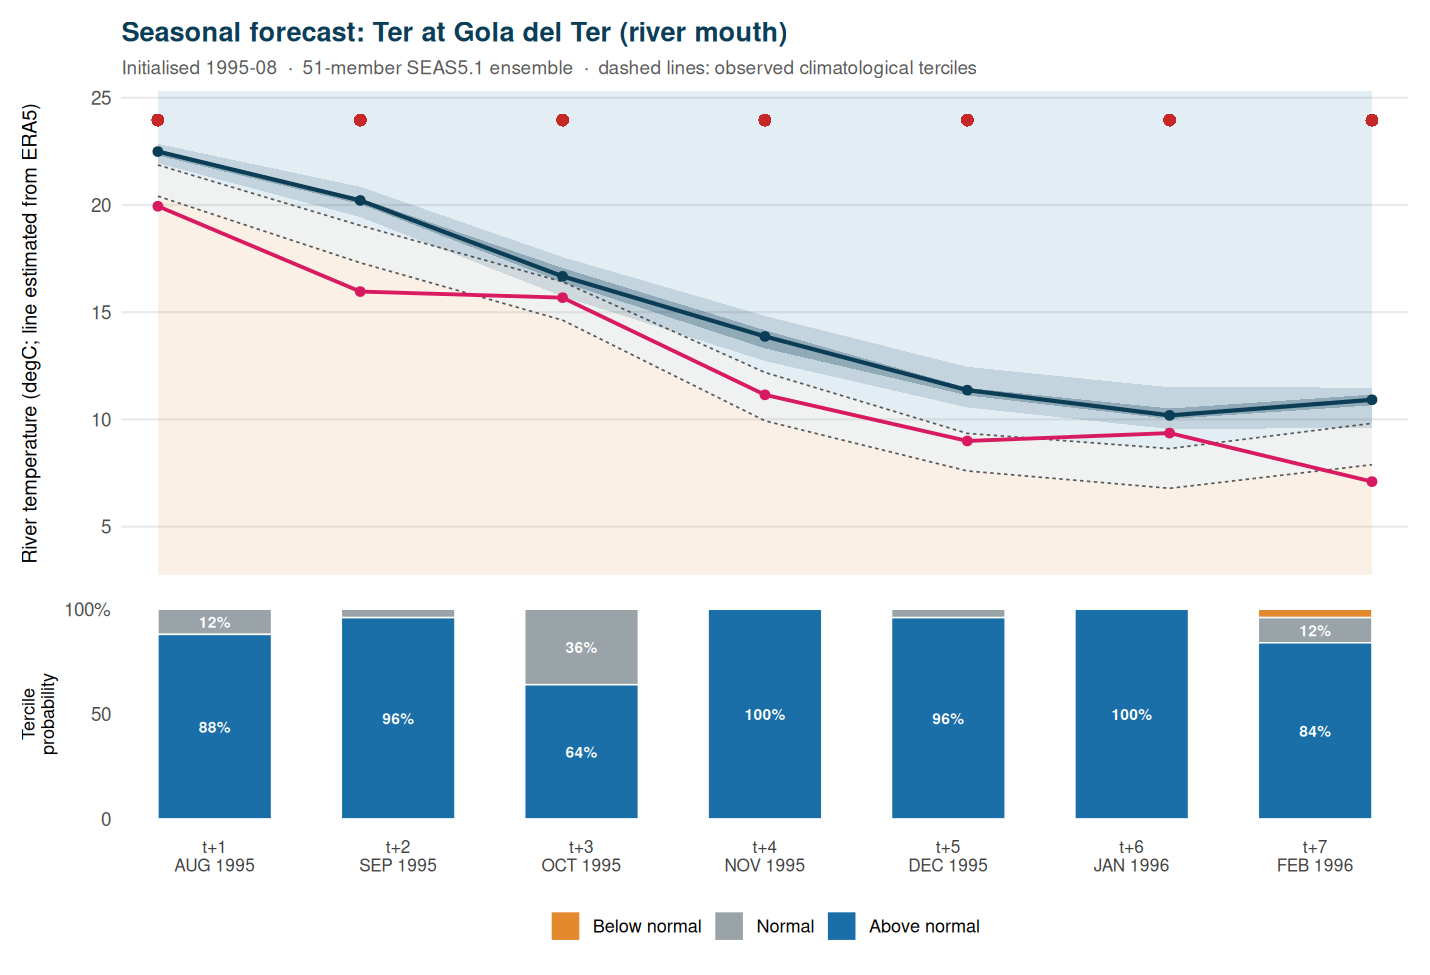 Seasonal forecast: Ter at Gola del Ter (river mouth)
Initialised 1995-08 · 51-member SEAS5.1 ensemble · dashed lines: observed climatological terciles
River temperature (degC; line estimated from ERA5)
25
20
15
10
5
Tercile
probability
100%
50
0
12%
88%
96%
36%
64%
100%
96%
100%
12%
84%
t+1
AUG 1995
t+2
SEP 1995
t+3
OCT 1995
t+4
NOV 1995
t+5
DEC 1995
t+6
JAN 1996
t+7
FEB 1996
Below normal
Normal
Above normal